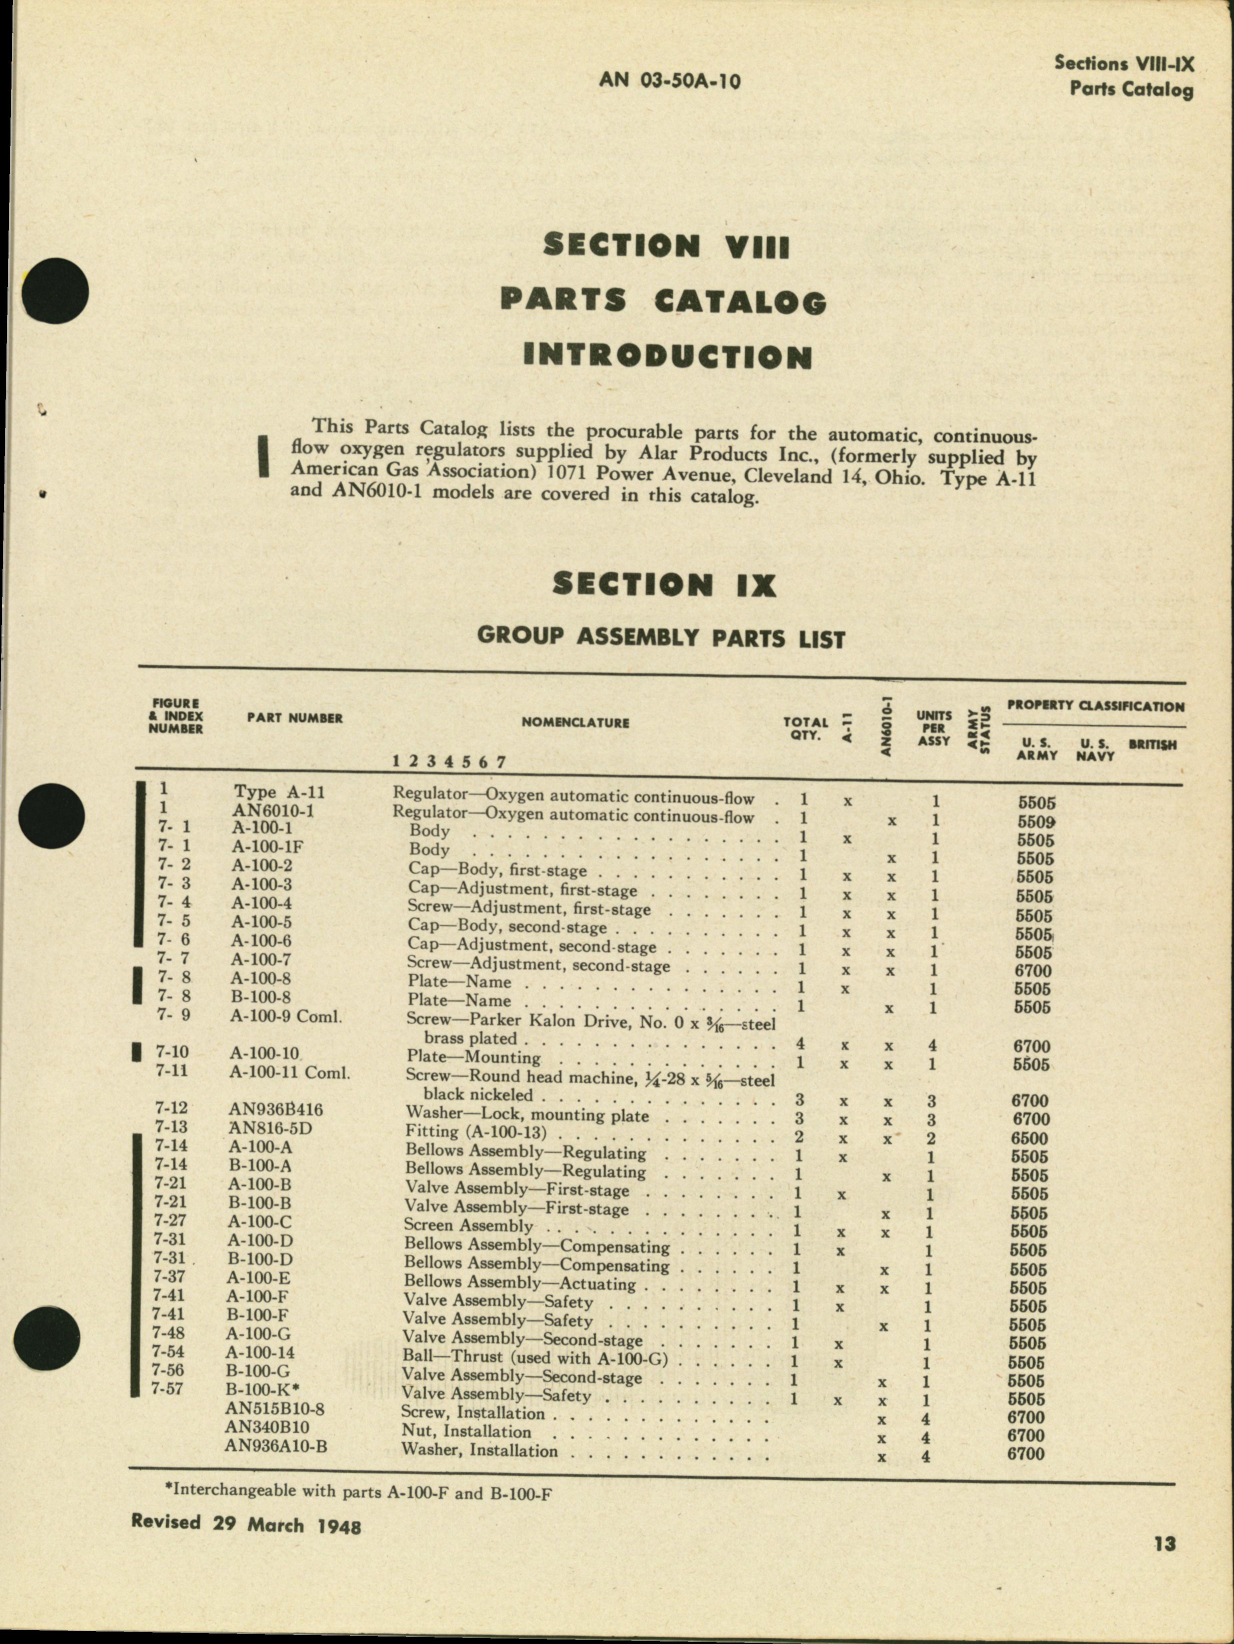 AN 03-50A-10
Sections VIII-IX
Parts Catalog
SECTION VIII
PARTS CATALOG
INTRODUCTION
This Parts Catalog lists the procurable parts for the automatic, continuous-
flow oxygen regulators supplied by Alar Products Inc., (formerly supplied by
American Gas Association) 1071 Power Avenue, Cleveland 14, Ohio. Type A-11
and AN6010-1 models are covered in this catalog.
SECTION IX
GROUP ASSEMBLY PARTS LIST
FIGURE & INDEX NUMBER PART NUMBER NOMENCLATURE TOTAL QTY. A-11 AN6010-1 UNITS PER ASSY ARMY STATUS PROPERTY CLASSIFICATION
U. S. ARMY U. S. NAVY BRITISH
1 2 3 4 5 6 7
1 Type A-11 Regulator—Oxygen automatic continuous-flow . 1 x 1 5505
1 AN6010-1 Regulator—Oxygen automatic continuous-flow . 1 x 1 5509
7- 1 A-100-1 Body . . . . . . . . . . . . . . . . 1 x 1 5505
7- 1 A-100-1F Body . . . . . . . . . . . . . . . . 1 x 1 5505
7- 2 A-100-2 Cap—Body, first-stage . . . . . . . . . . 1 x x 1 5505
7- 3 A-100-3 Cap—Adjustment, first-stage . . . . . . . 1 x x 1 5505
7- 4 A-100-4 Screw—Adjustment, first-stage . . . . . . . 1 x x 1 5505
7- 5 A-100-5 Cap—Body, second-stage . . . . . . . . . 1 x x 1 5505
7- 6 A-100-6 Cap—Adjustment, second-stage . . . . . . 1 x x 1 5505
7- 7 A-100-7 Screw—Adjustment, second-stage . . . . . . 1 x x 1 6700
7- 8 A-100-8 Plate—Name . . . . . . . . . . . . . . 1 x 1 5505
7- 8 B-100-8 Plate—Name . . . . . . . . . . . . . . 1 x 1 5505
7- 9 A-100-9 Coml. Screw—Parker Kalon Drive, No. 0 x 3/16—steel
brass plated . . . . . . . . . . . . . . 4 x x 4 6700
7-10 A-100-10 Plate—Mounting . . . . . . . . . . . . 1 x x 1 5505
7-11 A-100-11 Coml. Screw—Round head machine, 1/4-28 x 5/16—steel
black nickeled . . . . . . . . . . . . . 3 x x 3 6700
7-12 AN936B416 Washer—Lock, mounting plate . . . . . . . 3 x x 3 6700
7-13 AN816-5D Fitting (A-100-13) . . . . . . . . . . . . 2 x x 2 6500
7-14 A-100-A Bellows Assembly—Regulating . . . . . . . 1 x 1 5505
7-14 B-100-A Bellows Assembly—Regulating . . . . . . . 1 x 1 5505
7-21 A-100-B Valve Assembly—First-stage . . . . . . . . 1 x 1 5505
7-21 B-100-B Valve Assembly—First-stage . . . . . . . . 1 x 1 5505
7-27 A-100-C Screen Assembly . . . . . . . . . . . . . 1 x x 1 5505
7-31 A-100-D Bellows Assembly—Compensating . . . . . . 1 x 1 5505
7-31 B-100-D Bellows Assembly—Compensating . . . . . . 1 x 1 5505
7-37 A-100-E Bellows Assembly—Actuating . . . . . . . . 1 x x 1 5505
7-41 A-100-F Valve Assembly—Safety . . . . . . . . . . 1 x 1 5505
7-41 B-100-F Valve Assembly—Safety . . . . . . . . . . 1 x 1 5505
7-48 A-100-G Valve Assembly—Second-stage . . . . . . . 1 x 1 5505
7-54 A-100-14 Ball—Thrust (used with A-100-G) . . . . . . 1 x 1 5505
7-56 B-100-G Valve Assembly—Second-stage . . . . . . . 1 x 1 5505
7-57 B-100-K* Valve Assembly—Safety . . . . . . . . . . 1 x x 1 5505
AN515B10-8 Screw, Installation . . . . . . . . . . . . x 4 6700
AN340B10 Nut, Installation . . . . . . . . . . . . x 4 6700
AN936A10-B Washer, Installation . . . . . . . . . . . x 4 6700
*Interchangeable with parts A-100-F and B-100-F
Revised 29 March 1948
13